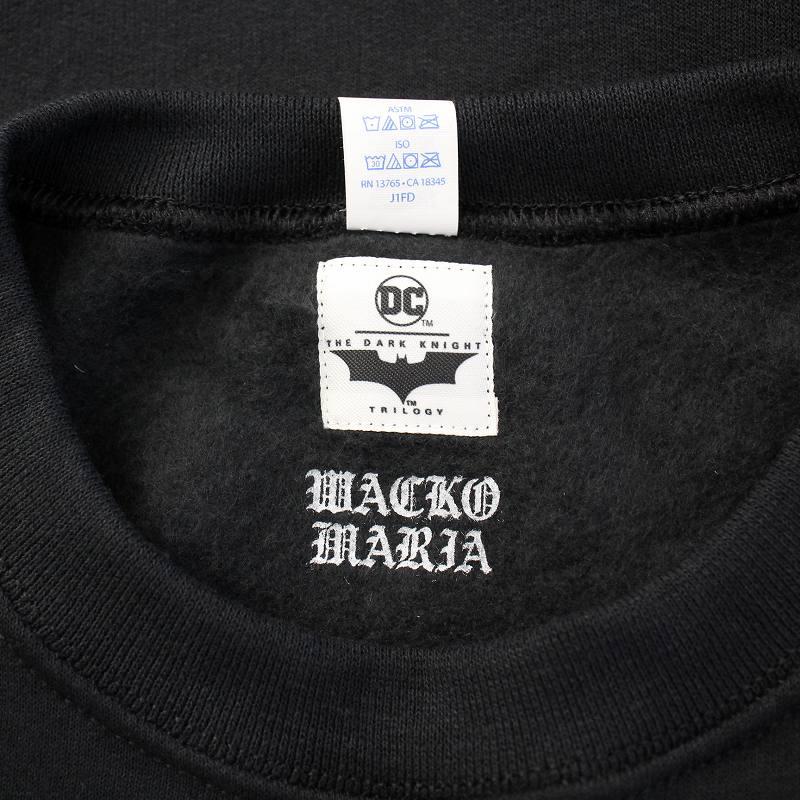 ASTM
ISO
30
RN 13765 • CA 18345
J1FD
DC
TM
THE DARK KNIGHT
TM
TRILOGY
WACKO
MARIA